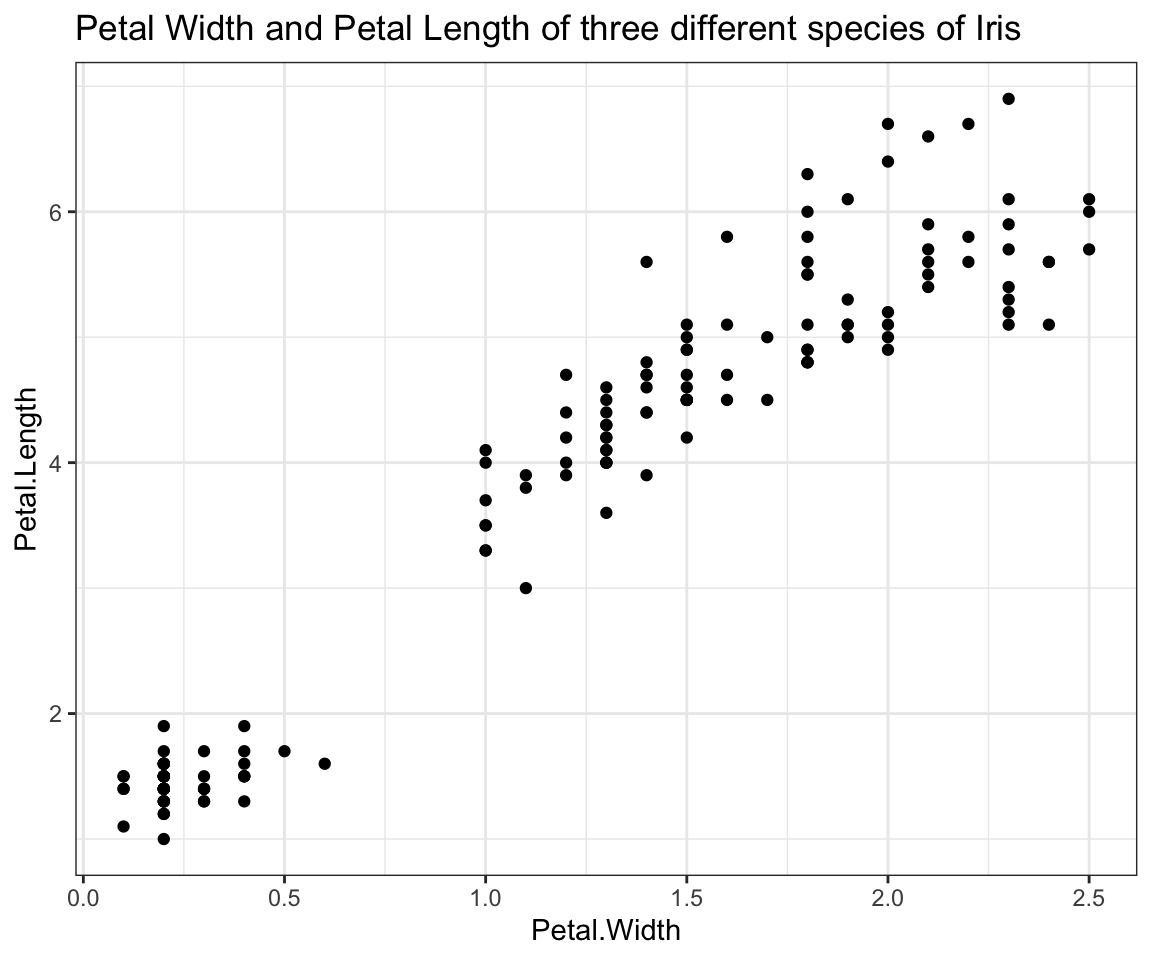 Petal Width and Petal Length of three different species of Iris
Petal.Length
6
4
2
0.0 0.5 1.0 1.5 2.0 2.5
Petal.Width